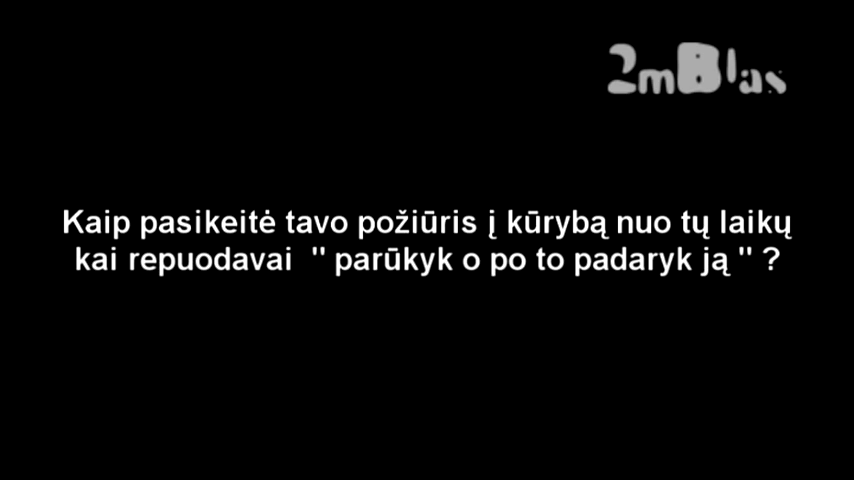 2mBlas
Kaip pasikeitė tavo požiūris į kūrybą nuo tų laikų
kai repuodavai " parūkyk o po to padaryk ją " ?